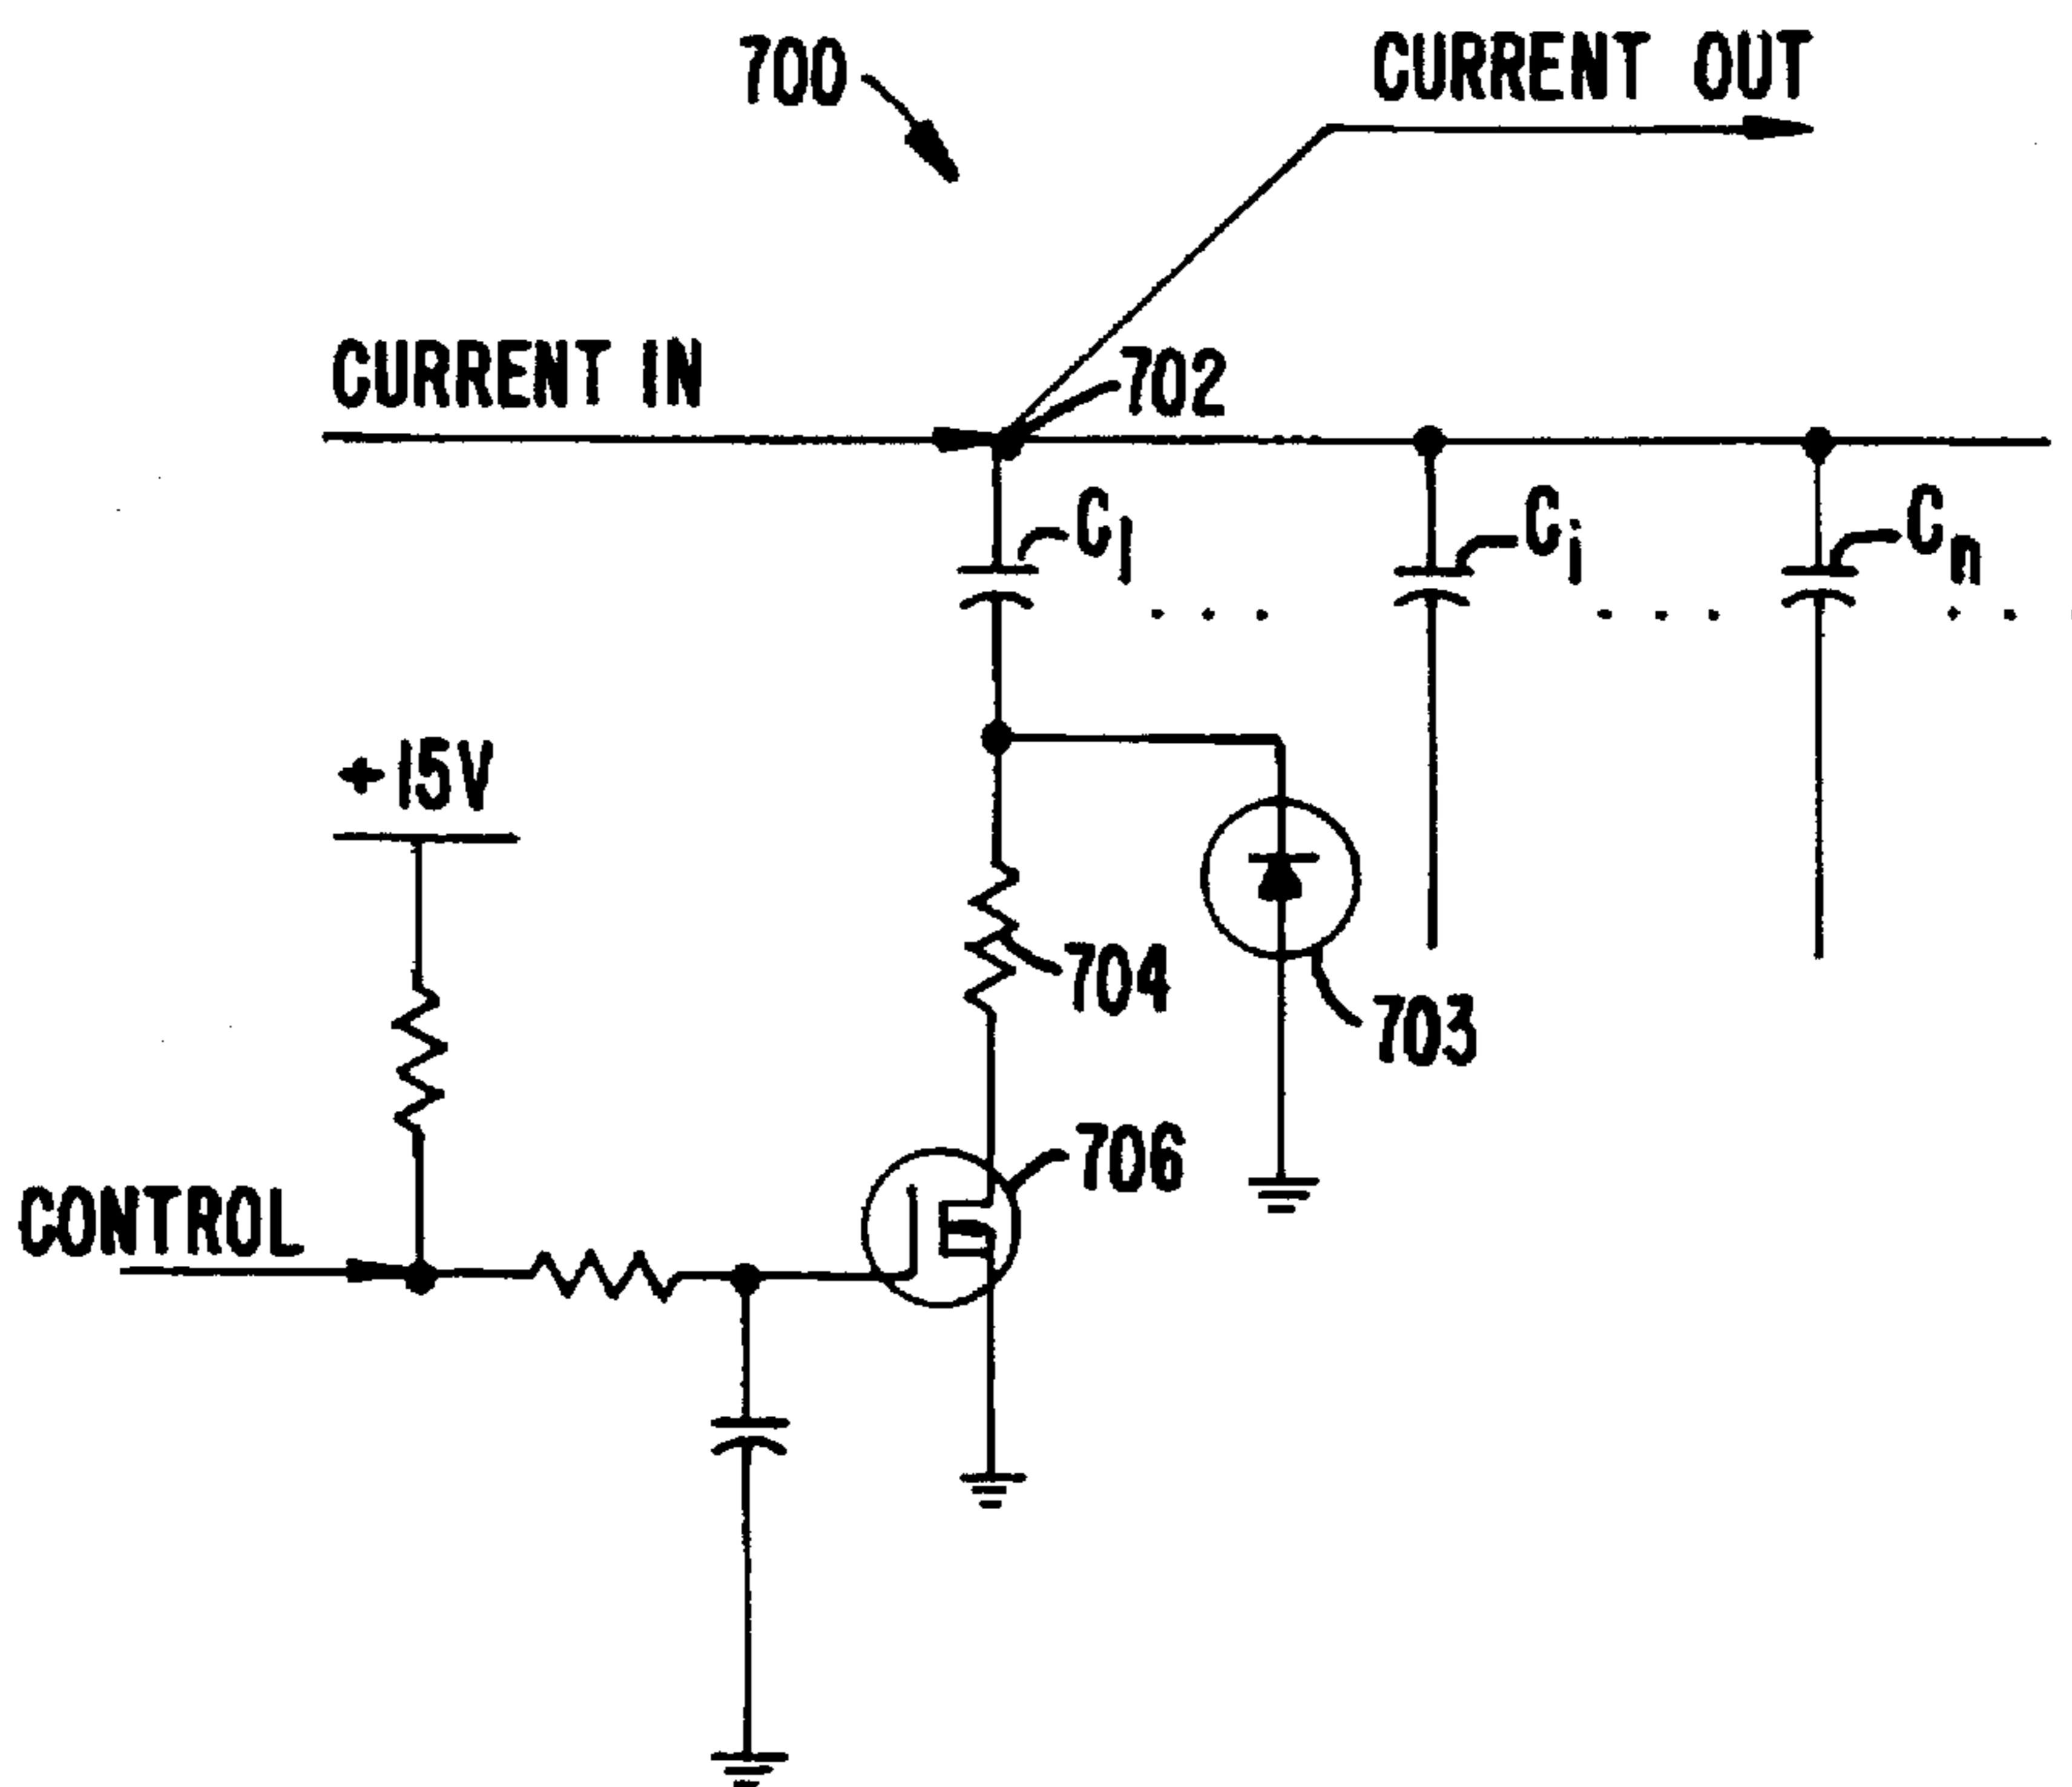 700
CURRENT OUT
CURRENT IN
702
C1
Ci
Cn
+15V
704
703
706
CONTROL